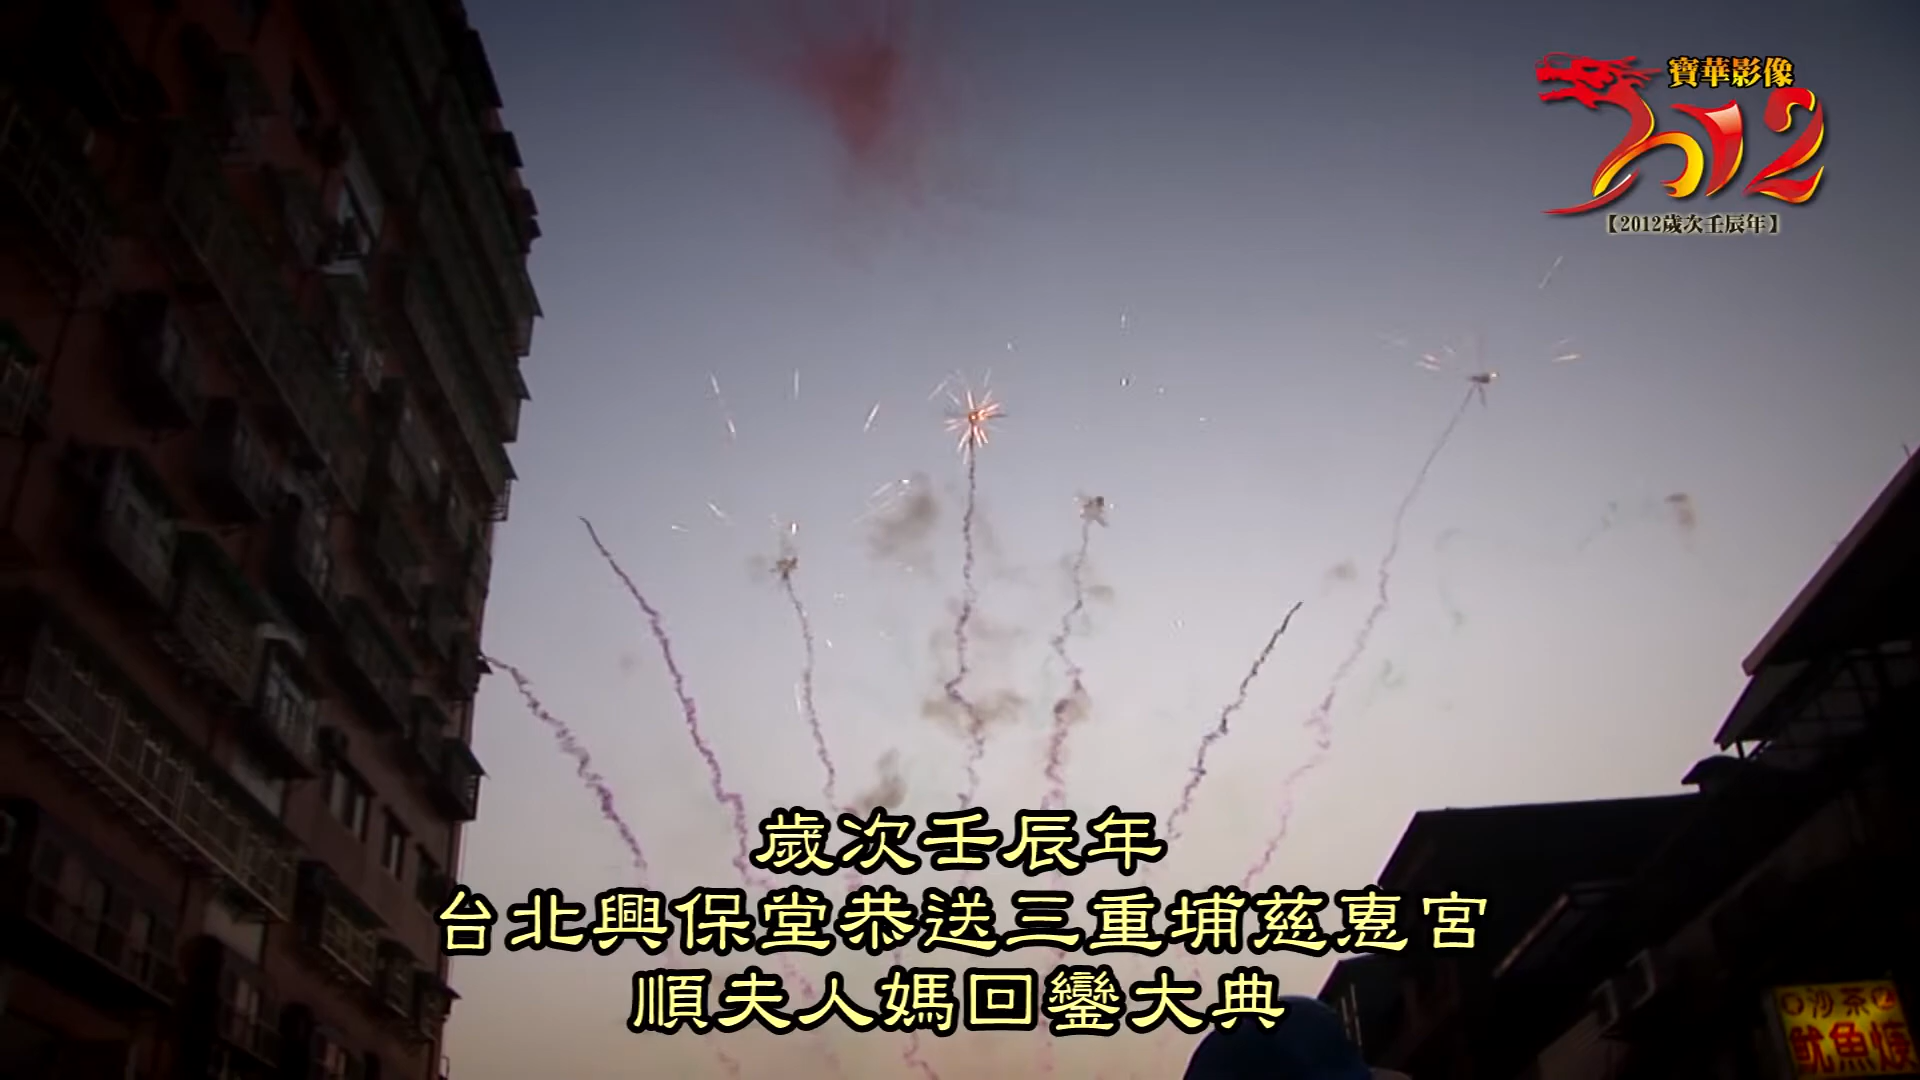 寶華影像
2012
【2012歲次壬辰年】
歲次壬辰年
台北興保堂恭送三重埔慈惠宮
順夫人媽回鑾大典
沙茶
魷魚焿